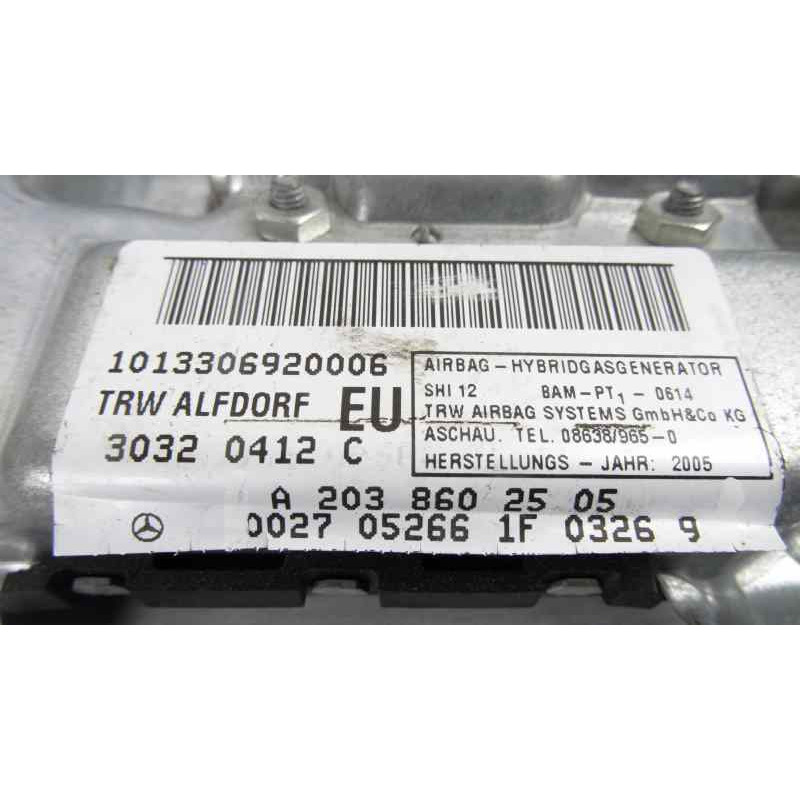 1013306920006
TRW ALFDORF EU
3032 0412 C
AIRBAG – HYBRIDGASGENERATOR
SHI 12 BAM–PT1 – 0614
TRW AIRBAG SYSTEMS GmbH&Co KG
ASCHAU. TEL. 08638/965–0
HERSTELLUNGS – JAHR: 2005
A 203 860 25 05
0027 05266 1F 0326 9